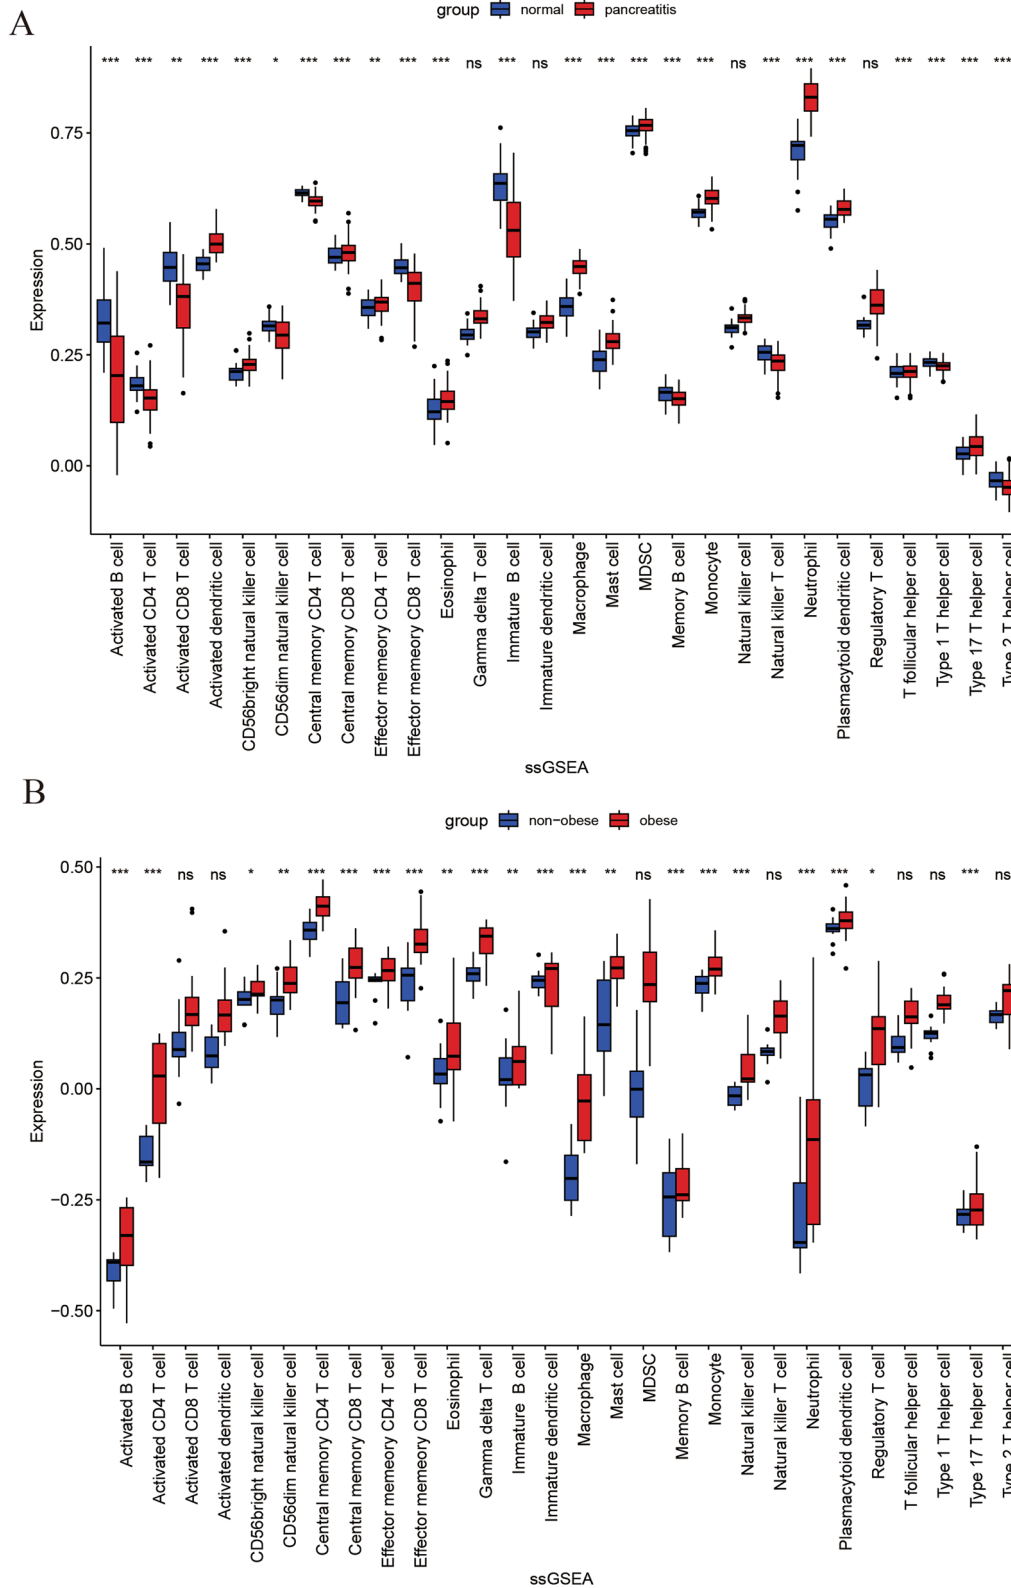 A
group normal pancreatitis
*** *** ** *** *** * *** *** ** *** *** ns *** ns *** *** *** *** *** ns *** *** *** ns *** *** *** ***
0.75
0.50
0.25
0.00
Expression
Activated B cell
Activated CD4 T cell
Activated CD8 T cell
Activated dendritic cell
CD56bright natural killer cell
CD56dim natural killer cell
Central memory CD4 T cell
Central memory CD8 T cell
Effector memeory CD4 T cell
Effector memeory CD8 T cell
Eosinophil
Gamma delta T cell
Immature B cell
Immature dendritic cell
Macrophage
Mast cell
MDSC
Memory B cell
Monocyte
Natural killer cell
Natural killer T cell
Neutrophil
Plasmacytoid dendritic cell
Regulatory T cell
T follicular helper cell
Type 1 T helper cell
Type 17 T helper cell
Type 2 T helper cell
ssGSEA
B
group non-obese obese
*** *** ns ns * ** *** *** *** *** ** *** ** *** *** ** ns *** *** *** ns *** *** * ns ns *** ns
0.50
0.25
0.00
−0.25
−0.50
Expression
Activated B cell
Activated CD4 T cell
Activated CD8 T cell
Activated dendritic cell
CD56bright natural killer cell
CD56dim natural killer cell
Central memory CD4 T cell
Central memory CD8 T cell
Effector memeory CD4 T cell
Effector memeory CD8 T cell
Eosinophil
Gamma delta T cell
Immature B cell
Immature dendritic cell
Macrophage
Mast cell
MDSC
Memory B cell
Monocyte
Natural killer cell
Natural killer T cell
Neutrophil
Plasmacytoid dendritic cell
Regulatory T cell
T follicular helper cell
Type 1 T helper cell
Type 17 T helper cell
Type 2 T helper cell
ssGSEA